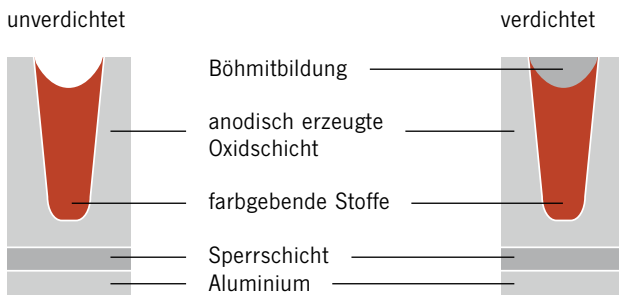 unverdichtet
verdichtet
Böhmitbildung
anodisch erzeugte
Oxidschicht
farbgebende Stoffe
Sperrschicht
Aluminium